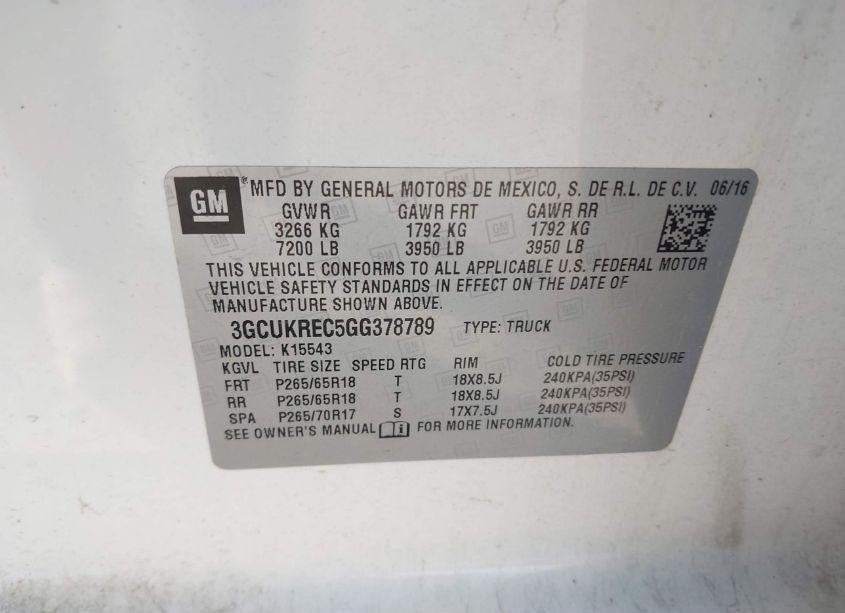 GM ® MFD BY GENERAL MOTORS DE MEXICO, S. DE R.L. DE C.V. 06/16
GVWR GAWR FRT GAWR RR
3266 KG 1792 KG 1792 KG
7200 LB 3950 LB 3950 LB
THIS VEHICLE CONFORMS TO ALL APPLICABLE U.S. FEDERAL MOTOR
VEHICLE SAFETY STANDARDS IN EFFECT ON THE DATE OF
MANUFACTURE SHOWN ABOVE.
3GCUKREC5GG378789 TYPE: TRUCK
MODEL: K15543
KGVL TIRE SIZE SPEED RTG RIM COLD TIRE PRESSURE
FRT P265/65R18 T 18X8.5J 240KPA(35PSI)
RR P265/65R18 T 18X8.5J 240KPA(35PSI)
SPA P265/70R17 S 17X7.5J 240KPA(35PSI)
SEE OWNER'S MANUAL i FOR MORE INFORMATION.